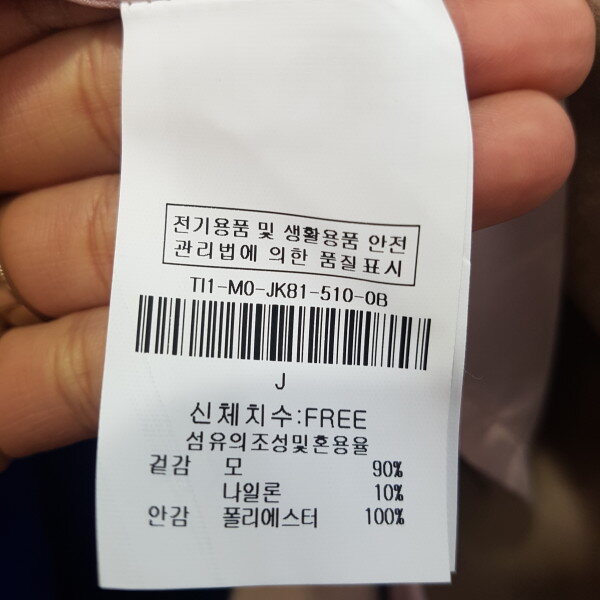 전기용품 및 생활용품 안전
관리법에 의한 품질표시
TI1-MO-JK81-510-0B
J
신체치수:FREE
섬유의조성및혼용율
겉감 모 90%
나일론 10%
안감 폴리에스터 100%